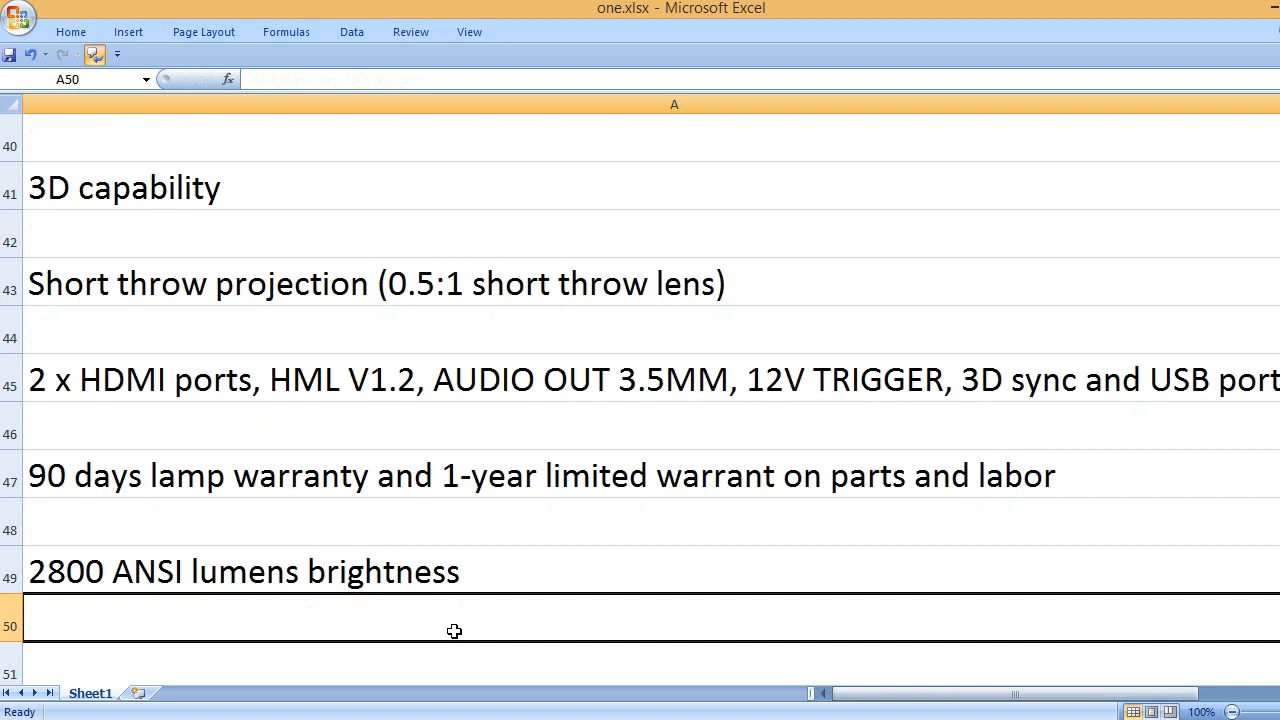 one.xlsx - Microsoft Excel
Home Insert Page Layout Formulas Data Review View
A50 fx
A
40
41 3D capability
42
43 Short throw projection (0.5:1 short throw lens)
44
45 2 x HDMI ports, HML V1.2, AUDIO OUT 3.5MM, 12V TRIGGER, 3D sync and USB port
46
47 90 days lamp warranty and 1-year limited warrant on parts and labor
48
49 2800 ANSI lumens brightness
50
51
Sheet1
Ready 100%